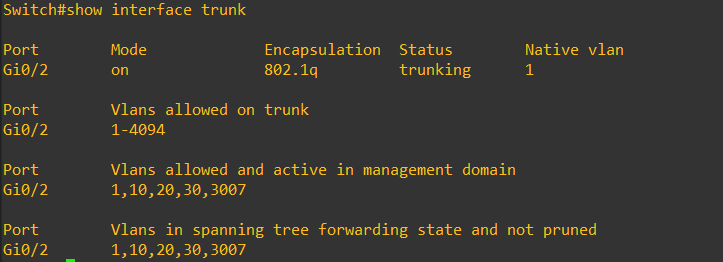 Switch#show interface trunk
Port Mode Encapsulation Status Native vlan
Gi0/2 on 802.1q trunking 1
Port Vlans allowed on trunk
Gi0/2 1-4094
Port Vlans allowed and active in management domain
Gi0/2 1,10,20,30,3007
Port Vlans in spanning tree forwarding state and not pruned
Gi0/2 1,10,20,30,3007